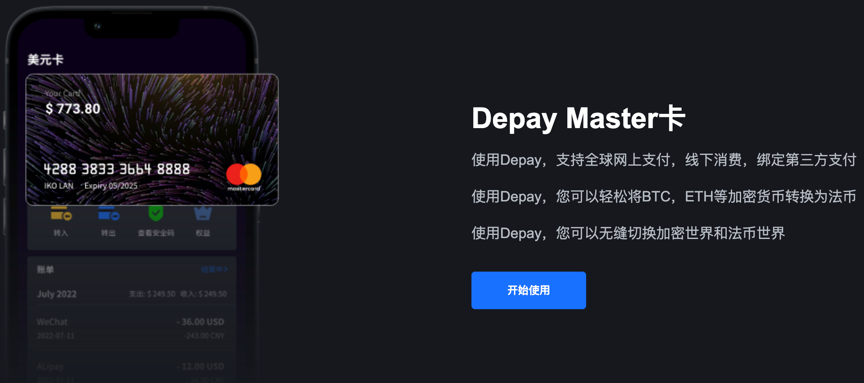 美元卡
Your Card
$ 773.80
4288 3833 3664 8888
IKO LAN Expiry 05/2025
mastercard
转入 转出 查看安全码 权益
账单
July 2022 支出: $ 249.50 收入: $ 249.50
WeChat - 36.00 USD
2022-07-11 -243.00 CNY
ALipay - 12.00 USD
Depay Master卡
使用Depay，支持全球网上支付，线下消费，绑定第三方支付
使用Depay，您可以轻松将BTC，ETH等加密货币转换为法币
使用Depay，您可以无缝切换加密世界和法币世界
开始使用